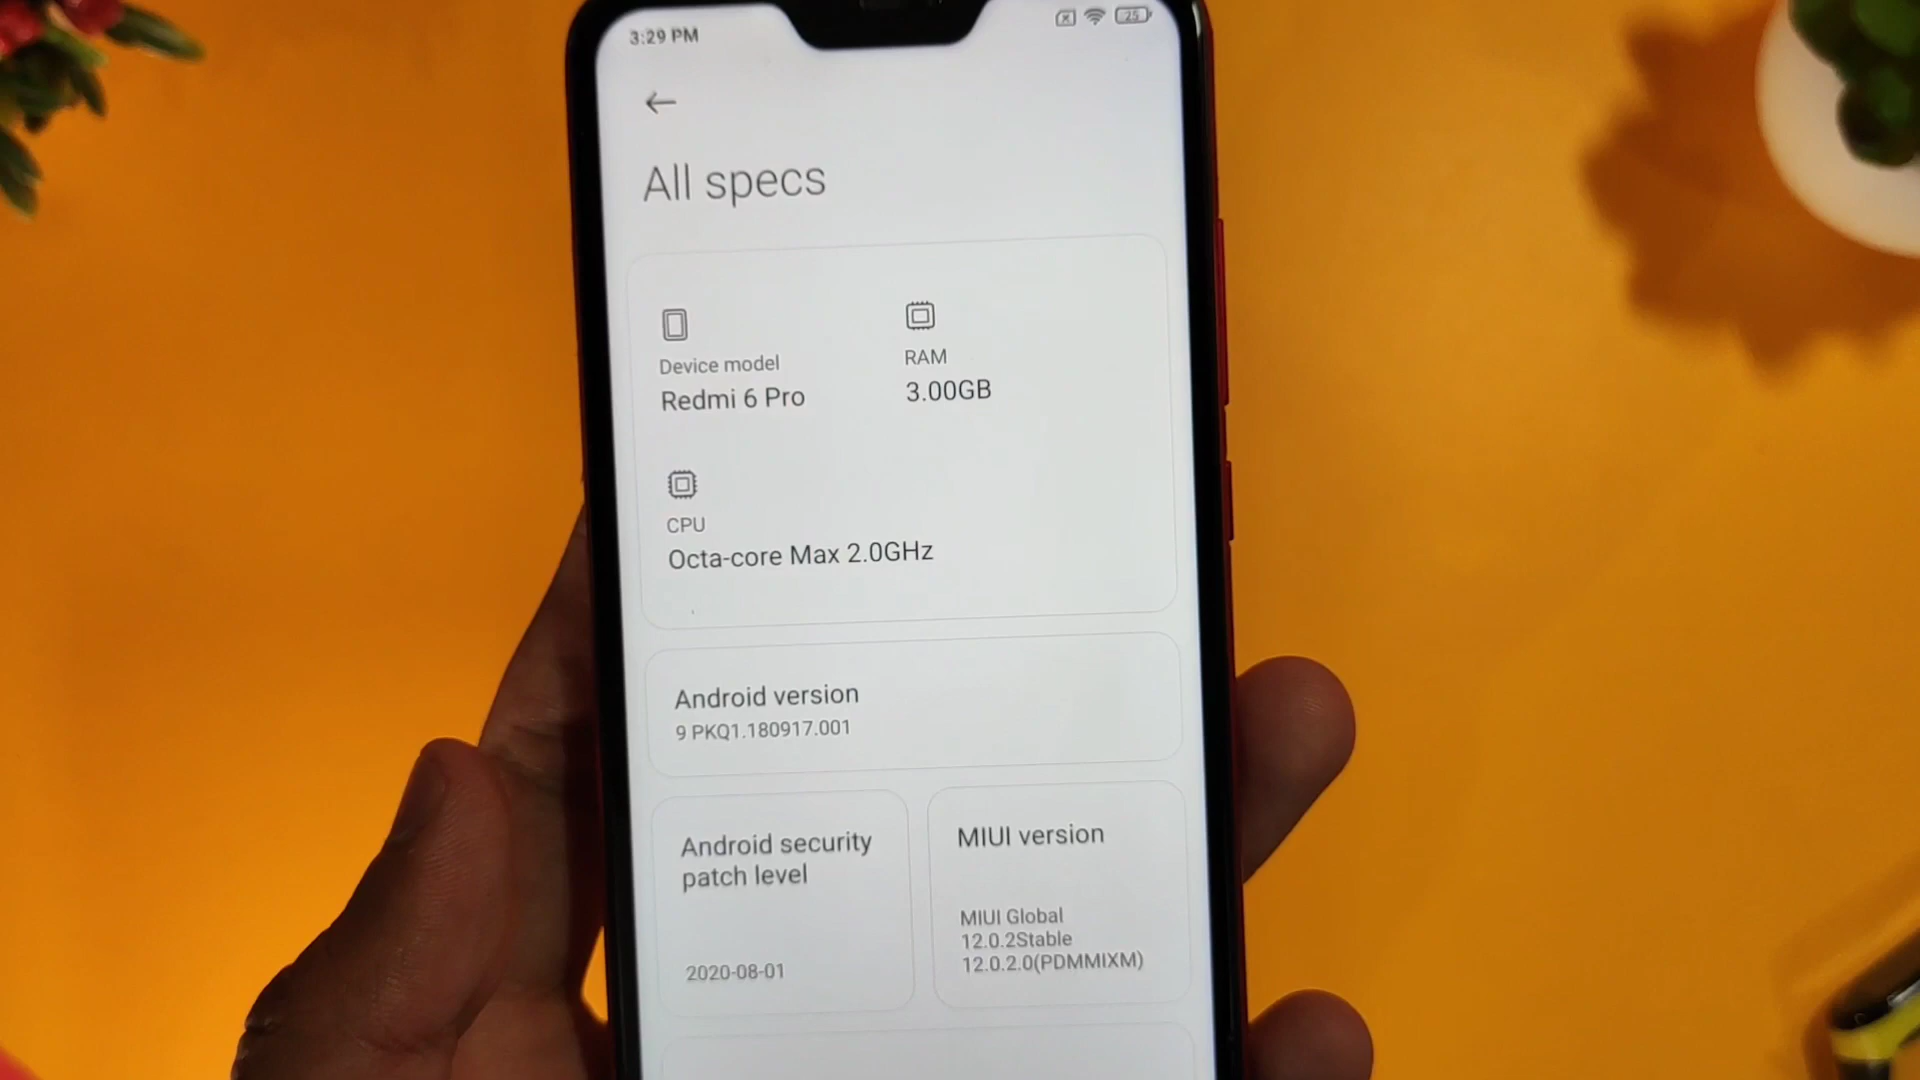 3:29 PM
25
All specs
Device model
Redmi 6 Pro
RAM
3.00GB
CPU
Octa-core Max 2.0GHz
Android version
9 PKQ1.180917.001
Android security
patch level
2020-08-01
MIUI version
MIUI Global
12.0.2Stable
12.0.2.0(PDMMIXM)